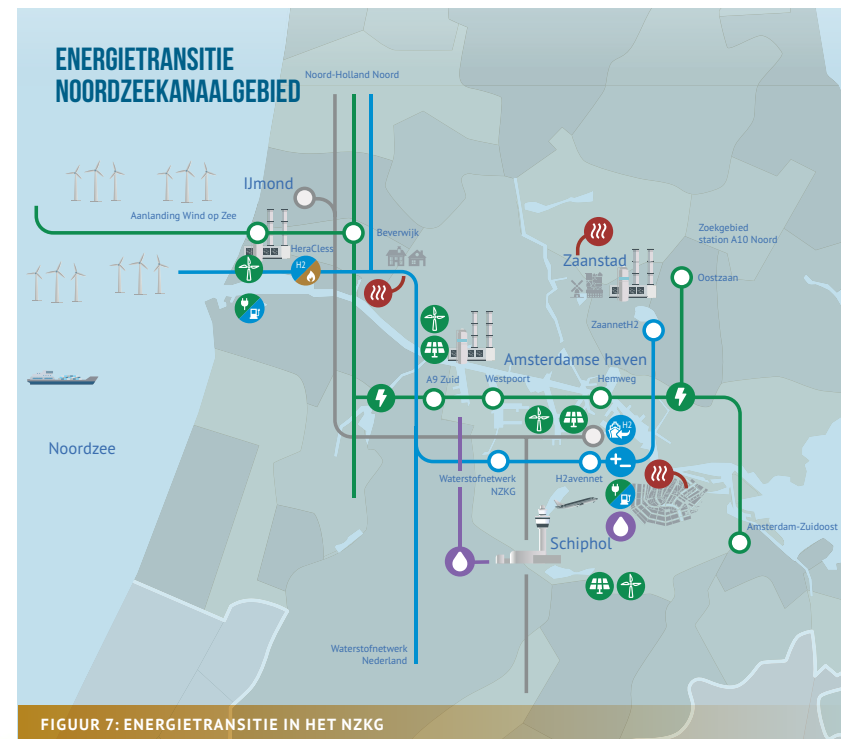 ENERGIETRANSITIE
NOORDZEEKANAALGEBIED
Noord-Holland Noord
IJmond
Aanlanding Wind op Zee
Beverwijk
HeraCless
H2
Zoekgebied
station A10 Noord
Zaanstad
Oostzaan
ZaannetH2
Amsterdamse haven
A9 Zuid
Westpoort
Hemweg
H2
Noordzee
Waterstofnetwerk
NZKG
H2avennet
Amsterdam-Zuidoost
Schiphol
Waterstofnetwerk
Nederland
FIGUUR 7: ENERGIETRANSITIE IN HET NZKG